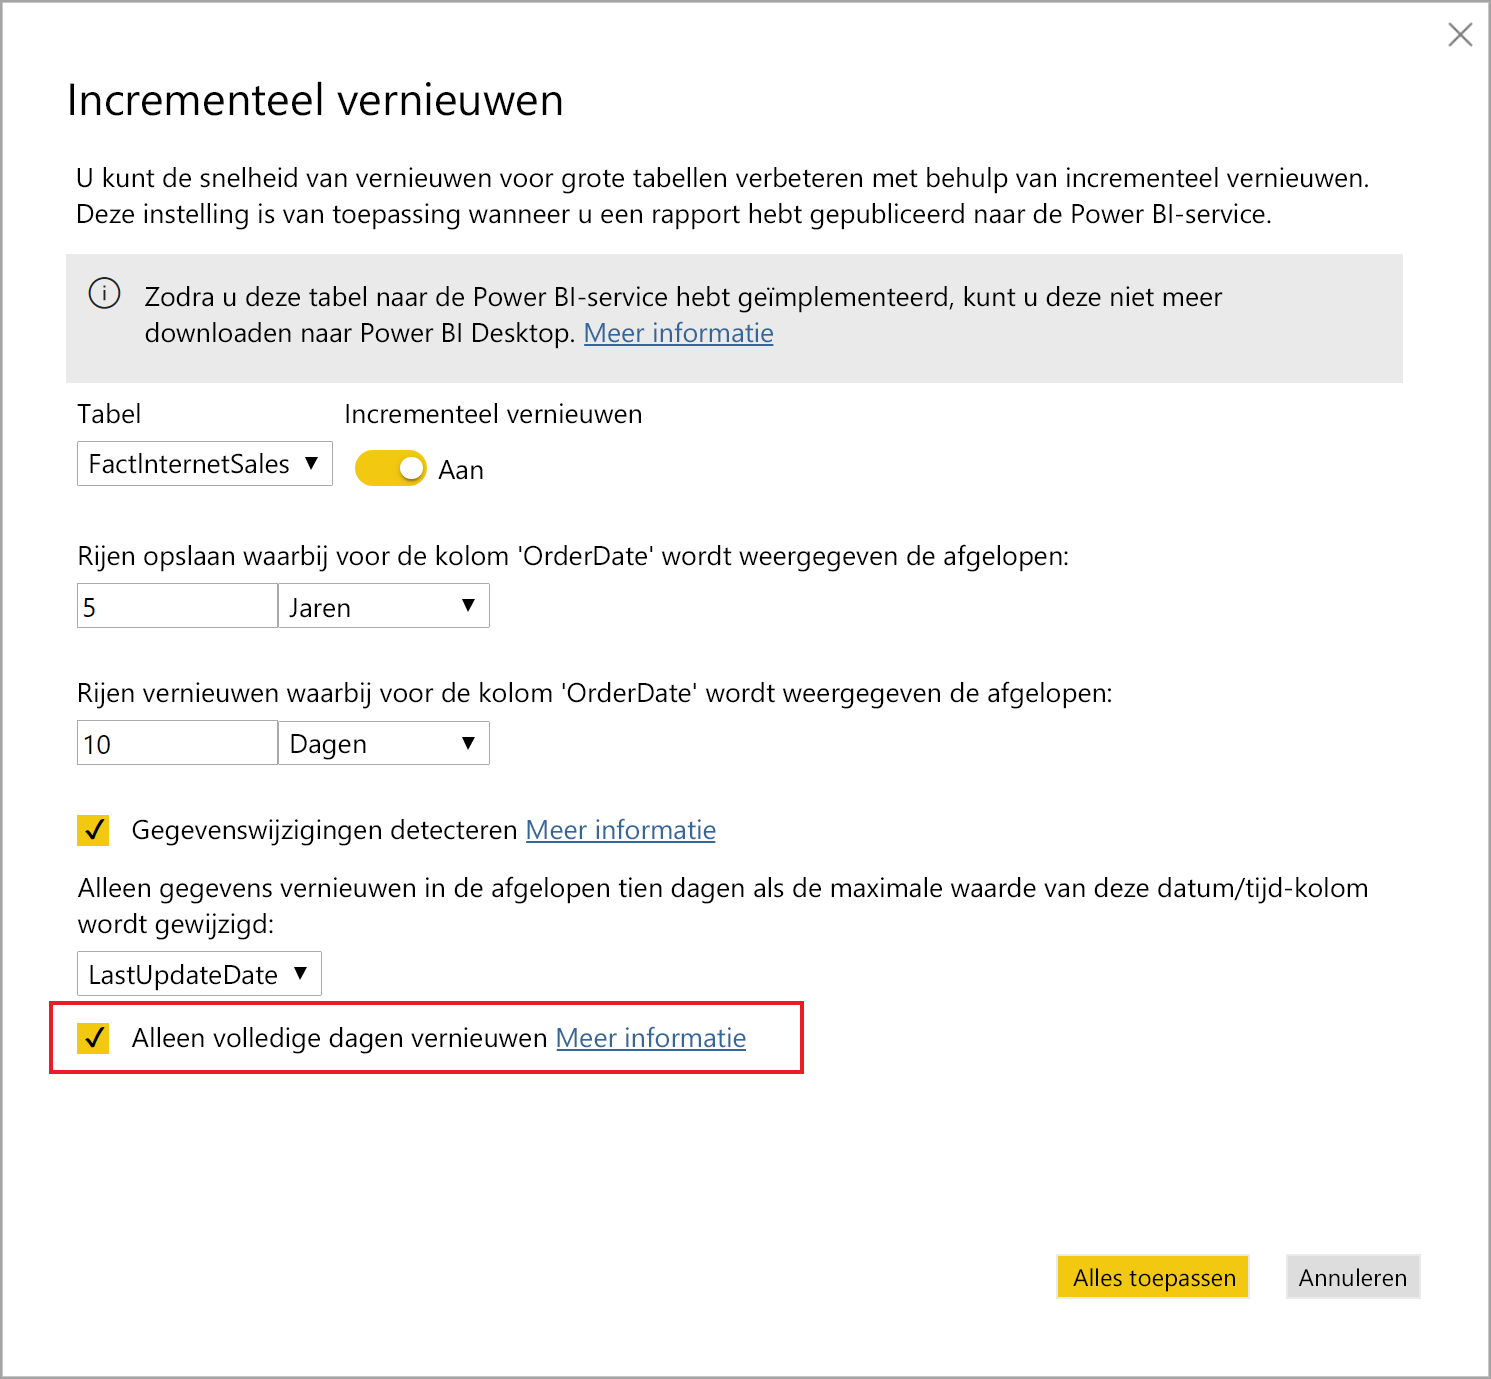 Incrementeel vernieuwen
U kunt de snelheid van vernieuwen voor grote tabellen verbeteren met behulp van incrementeel vernieuwen.
Deze instelling is van toepassing wanneer u een rapport hebt gepubliceerd naar de Power BI-service.
Zodra u deze tabel naar de Power BI-service hebt geïmplementeerd, kunt u deze niet meer
downloaden naar Power BI Desktop. Meer informatie
Tabel Incrementeel vernieuwen
FactInternetSales Aan
Rijen opslaan waarbij voor de kolom 'OrderDate' wordt weergegeven de afgelopen:
5 Jaren
Rijen vernieuwen waarbij voor de kolom 'OrderDate' wordt weergegeven de afgelopen:
10 Dagen
Gegevenswijzigingen detecteren Meer informatie
Alleen gegevens vernieuwen in de afgelopen tien dagen als de maximale waarde van deze datum/tijd-kolom
wordt gewijzigd:
LastUpdateDate
Alleen volledige dagen vernieuwen Meer informatie
Alles toepassen Annuleren